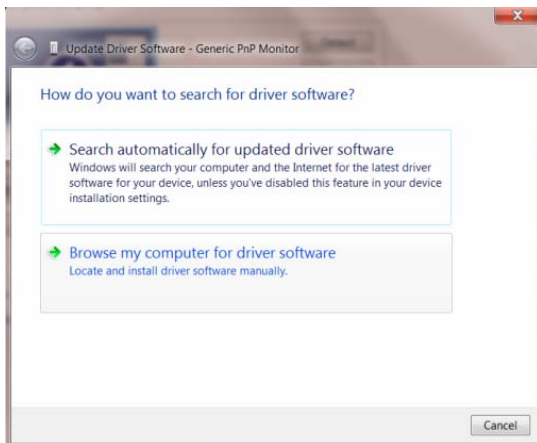 Update Driver Software - Generic PnP Monitor
How do you want to search for driver software?
Search automatically for updated driver software
Windows will search your computer and the Internet for the latest driver
software for your device, unless you've disabled this feature in your device
installation settings.
Browse my computer for driver software
Locate and install driver software manually.
Cancel